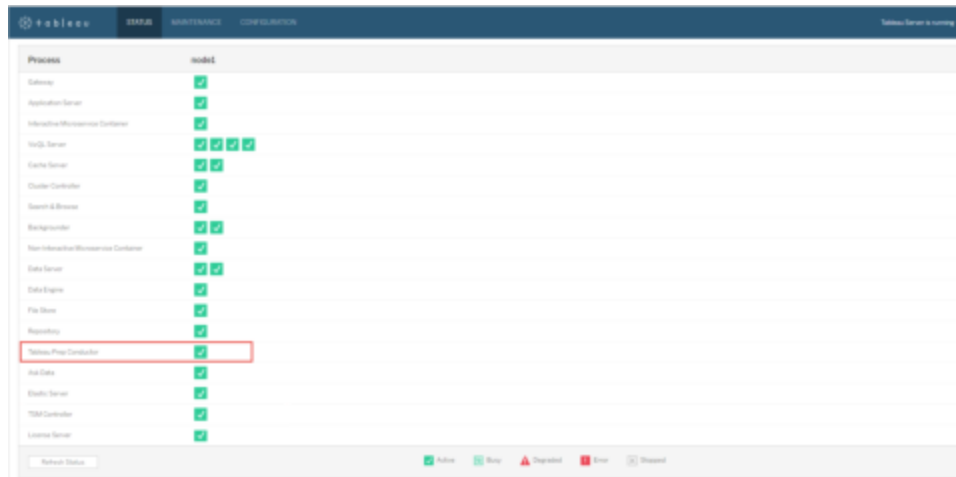 tableau STATUS MAINTENANCE CONFIGURATION Tableau Server is running
Process node1
Gateway
Application Server
Interactive Microservice Container
VizQL Server
Cache Server
Cluster Controller
Search & Browse
Backgrounder
Non-Interactive Microservice Container
Data Server
Data Engine
File Store
Repository
Tableau Prep Conductor
Ask Data
Elastic Server
TSM Controller
License Server
Refresh Status Active Busy Degraded Error Stopped